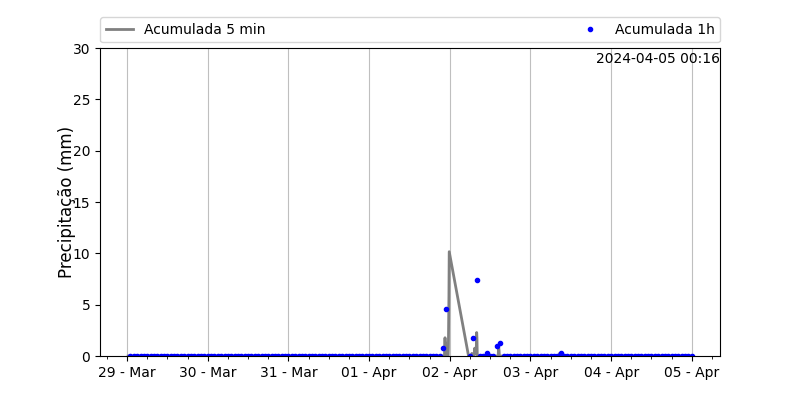 Acumulada 5 min
Acumulada 1h
2024-04-05 00:16
Precipitação (mm)
30
25
20
15
10
5
0
29 - Mar
30 - Mar
31 - Mar
01 - Apr
02 - Apr
03 - Apr
04 - Apr
05 - Apr